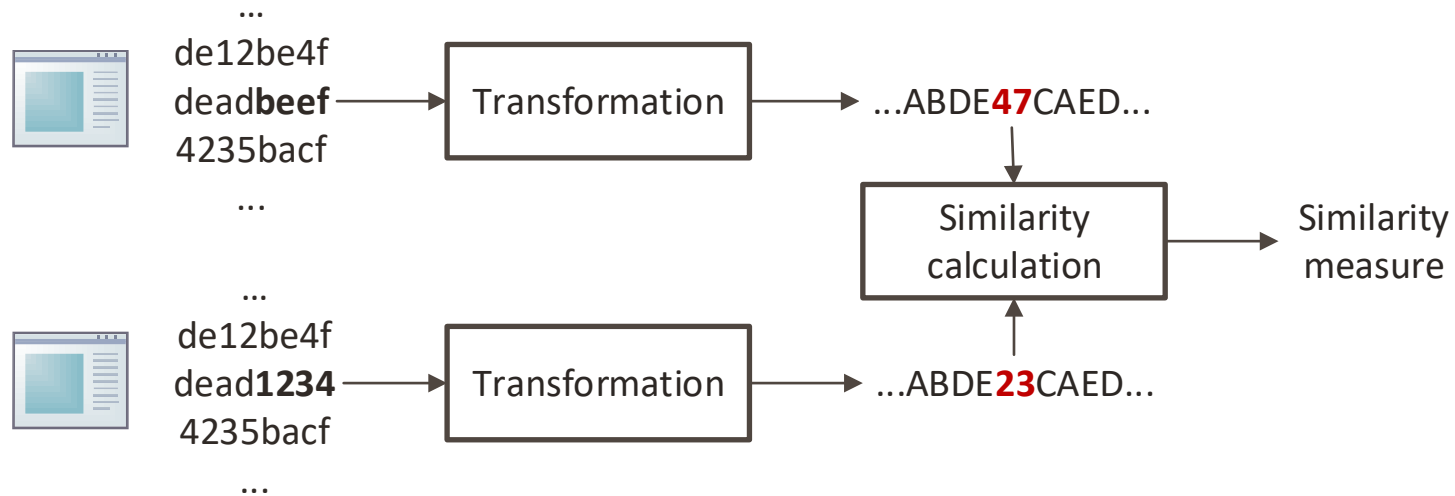 ...
de12be4f
deadbeef
4235bacf
...
Transformation
...ABDE47CAED...
Similarity
calculation
Similarity
measure
...
de12be4f
dead1234
4235bacf
...
Transformation
...ABDE23CAED...